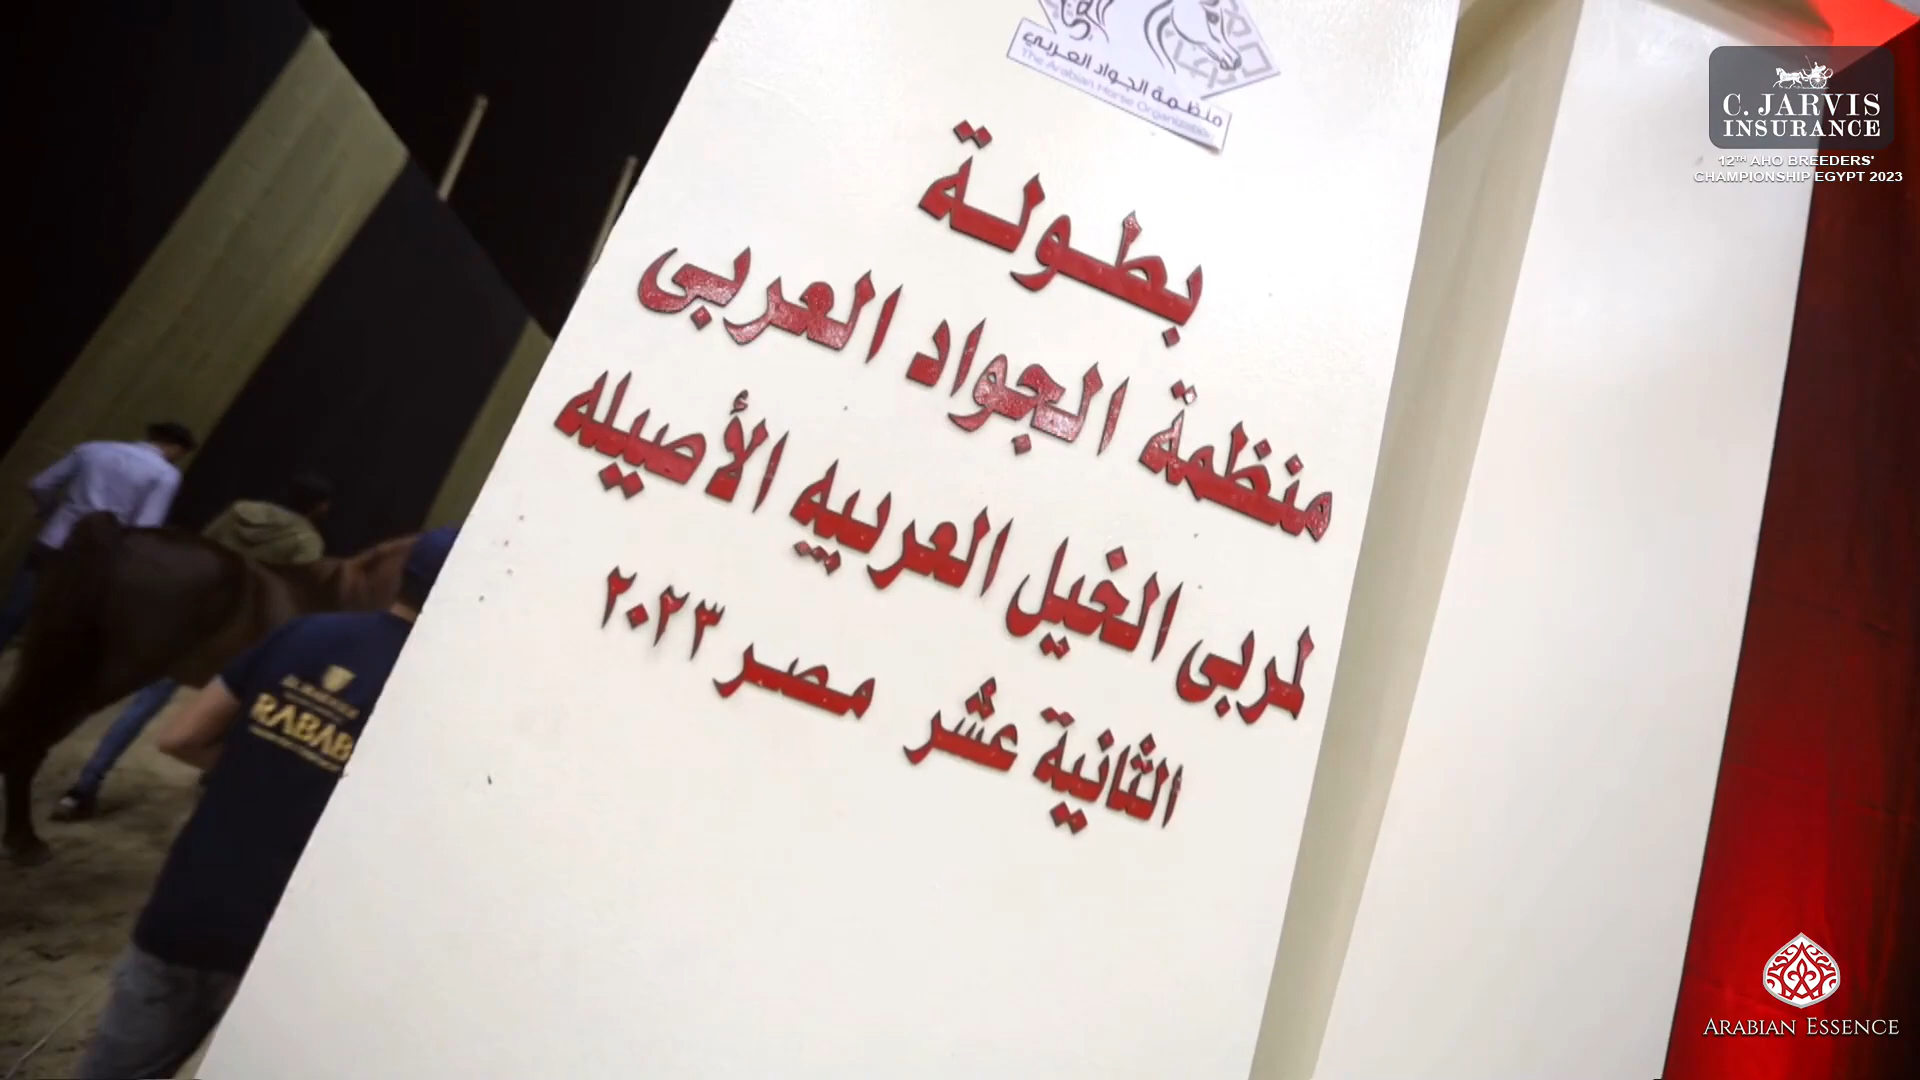 منظمة الجواد العربي
The Arabian Horse Organization
بطولة
منظمة الجواد العربى
لمربى الخيل العربيه الأصيله
الثانية عشر مصر ٢٠٢٣
RABAB
C. JARVIS
INSURANCE
12TH AHO BREEDERS'
CHAMPIONSHIP EGYPT 2023
ARABIAN ESSENCE